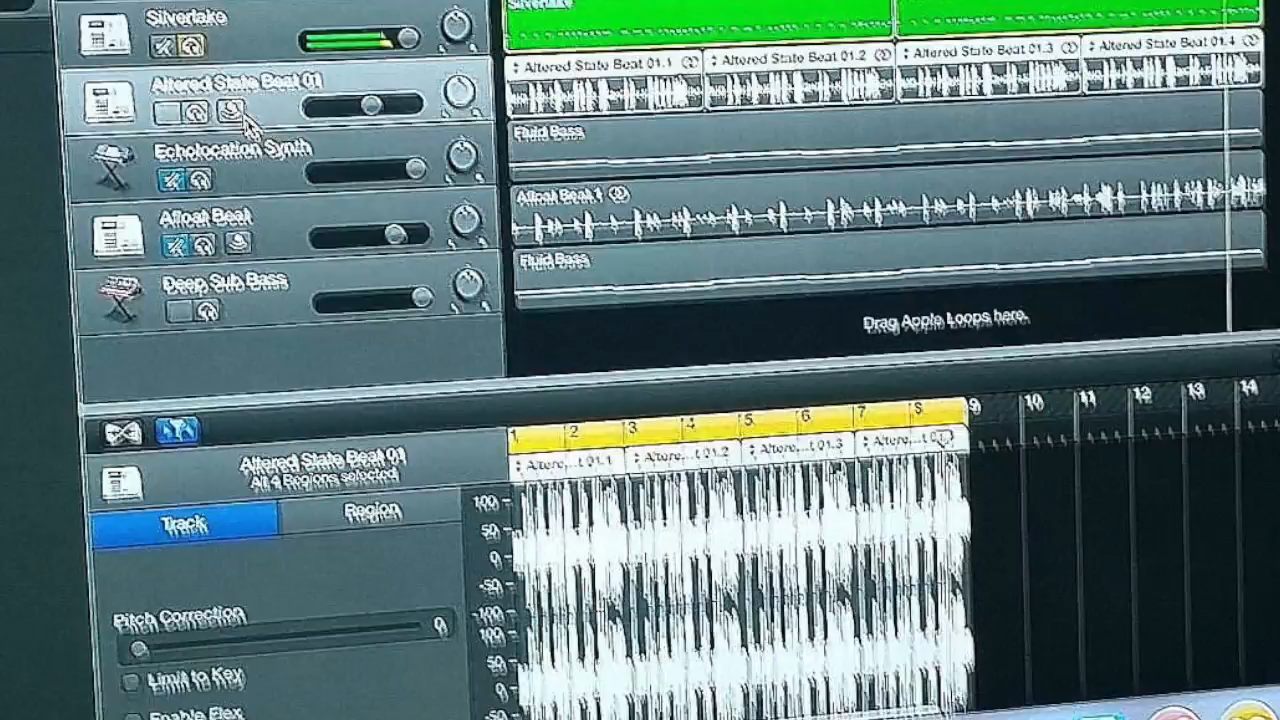 Silverlake
Silverlake
Altered State Beat 01
Altered State Beat 01.1
Altered State Beat 01.2
Altered State Beat 01.3
Altered State Beat 01.4
Echolocation Synth
Fluid Bass
Afloat Beat
Afloat Beat.1
Deep Sub Bass
Fluid Bass
Drag Apple Loops here.
1 2 3 4 5 6 7 8 9 10 11 12 13 14
Altered State Beat 01
All 4 Regions selected
Altere...t 01.1
Altere...t 01.2
Altere...t 01.3
Track
Region
100
50
0
-50
-100
100
50
0
-50
Pitch Correction
0
Limit to Key
Enable Flex